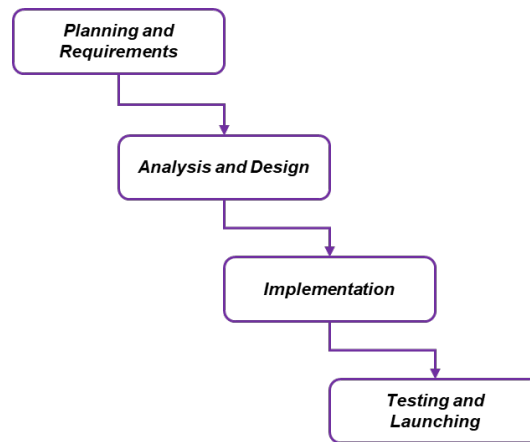 Planning and
Requirements
Analysis and Design
Implementation
Testing and
Launching